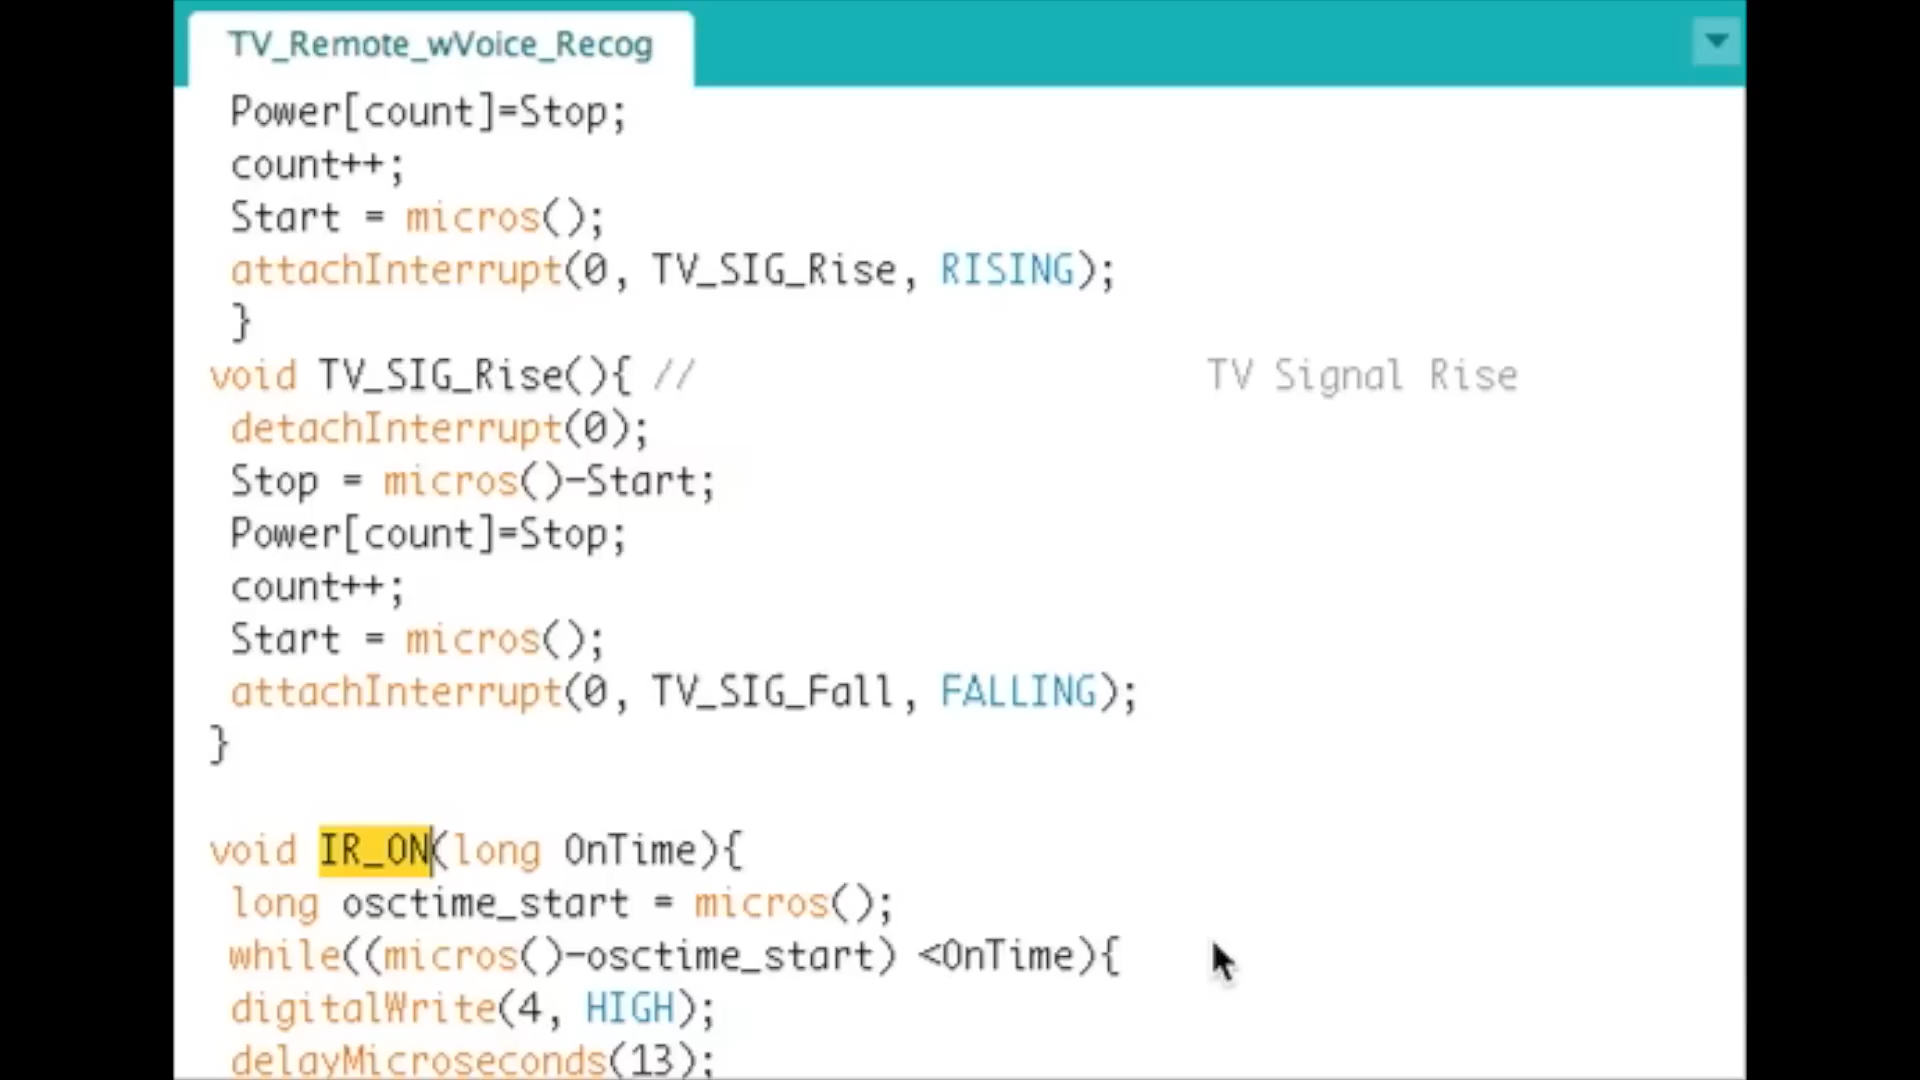 TV_Remote_wVoice_Recog
Power[count]=Stop;
count++;
Start = micros();
attachInterrupt(0, TV_SIG_Rise, RISING);
}
void TV_SIG_Rise(){ // TV Signal Rise
detachInterrupt(0);
Stop = micros()-Start;
Power[count]=Stop;
count++;
Start = micros();
attachInterrupt(0, TV_SIG_Fall, FALLING);
}
void IR_ON(long OnTime){
long osctime_start = micros();
while((micros()-osctime_start) <OnTime){
digitalWrite(4, HIGH);
delayMicroseconds(13);